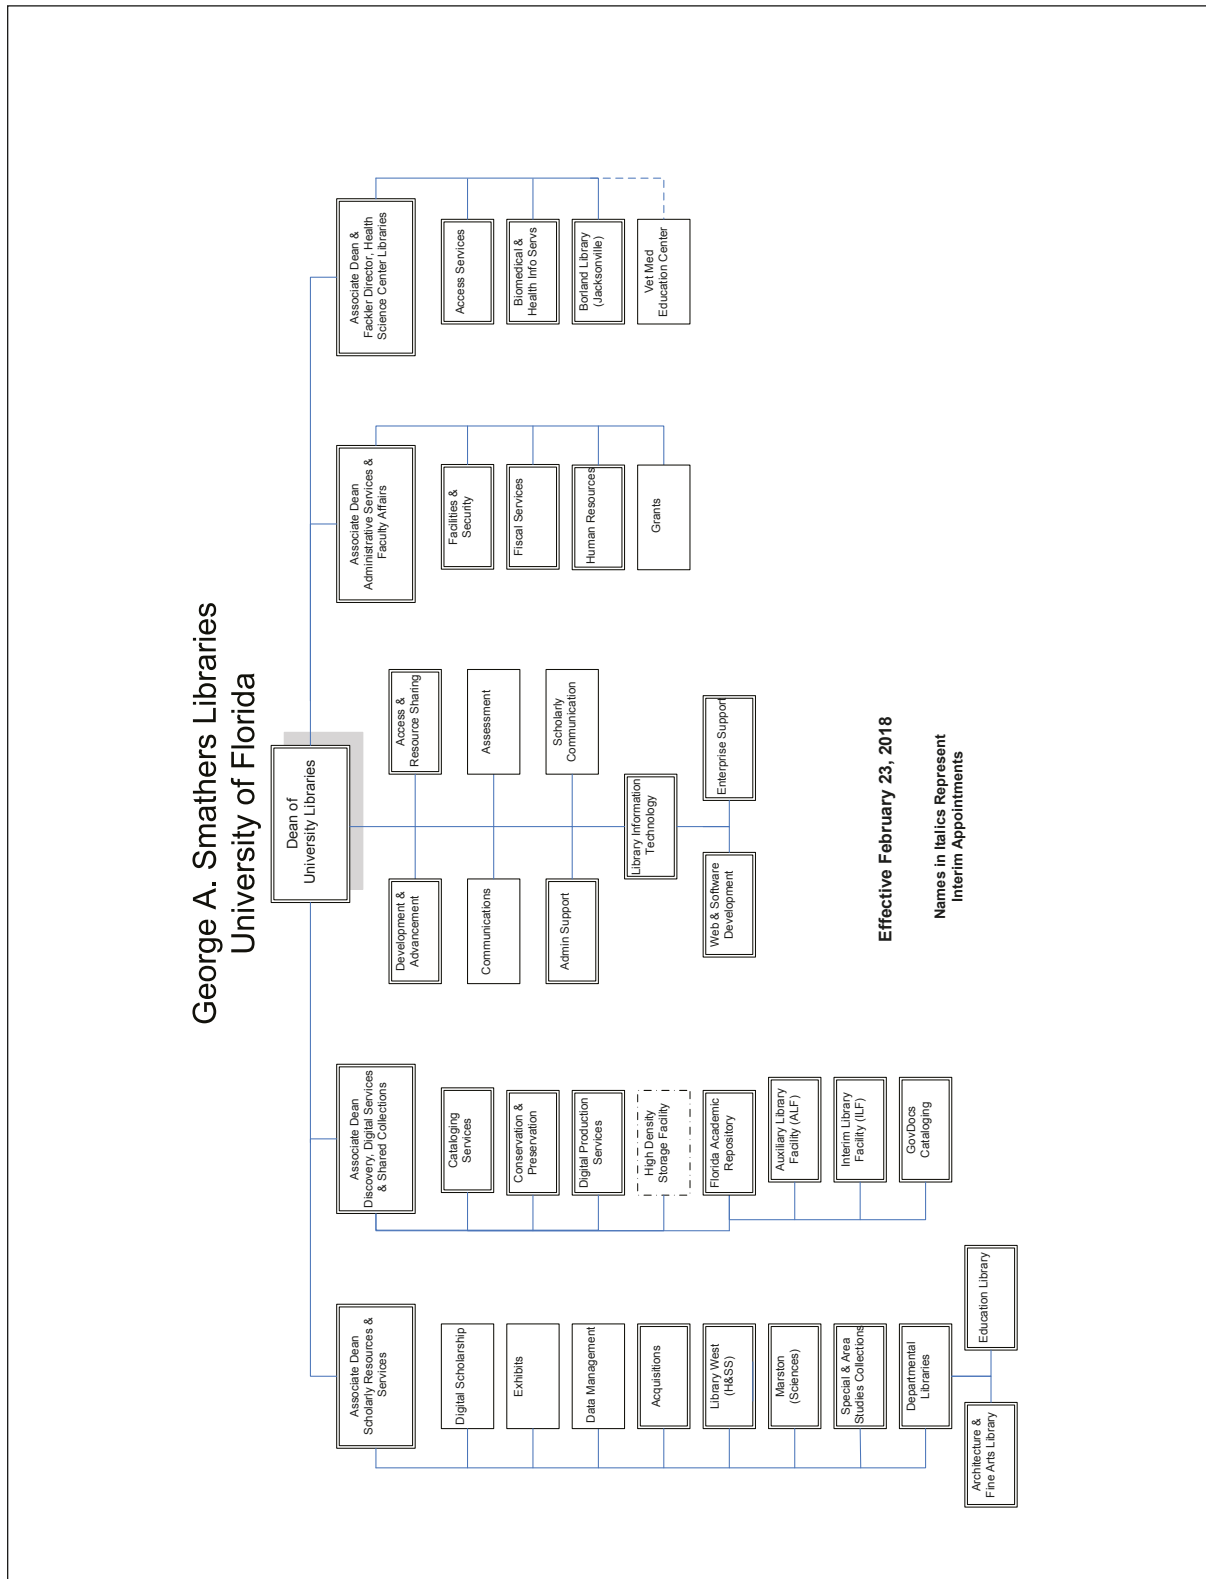 George A. Smathers Libraries
University of Florida
Dean of
University Libraries
Associate Dean
Scholarly Resources &
Services
Digital Scholarship
Exhibits
Data Management
Acquisitions
Library West
(H&SS)
Marston
(Sciences)
Special & Area
Studies Collections
Departmental
Libraries
Architecture &
Fine Arts Library
Education Library
Associate Dean
Discovery, Digital Services
& Shared Collections
Cataloging
Services
Conservation &
Preservation
Digital Production
Services
High Density
Storage Facility
Florida Academic
Repository
Auxiliary Library
Facility (ALF)
Interim Library
Facility (ILF)
GovDocs
Cataloging
Development &
Advancement
Access &
Resource Sharing
Communications
Assessment
Admin Support
Scholarly
Communication
Library Information
Technology
Web & Software
Development
Enterprise Support
Associate Dean
Administrative Services &
Faculty Affairs
Facilities &
Security
Fiscal Services
Human Resources
Grants
Associate Dean &
Fackler Director, Health
Science Center Libraries
Access Services
Biomedical &
Health Info Servs
Borland Library
(Jacksonville)
Vet Med
Education Center
Effective February 23, 2018
Names in Italics Represent
Interim Appointments